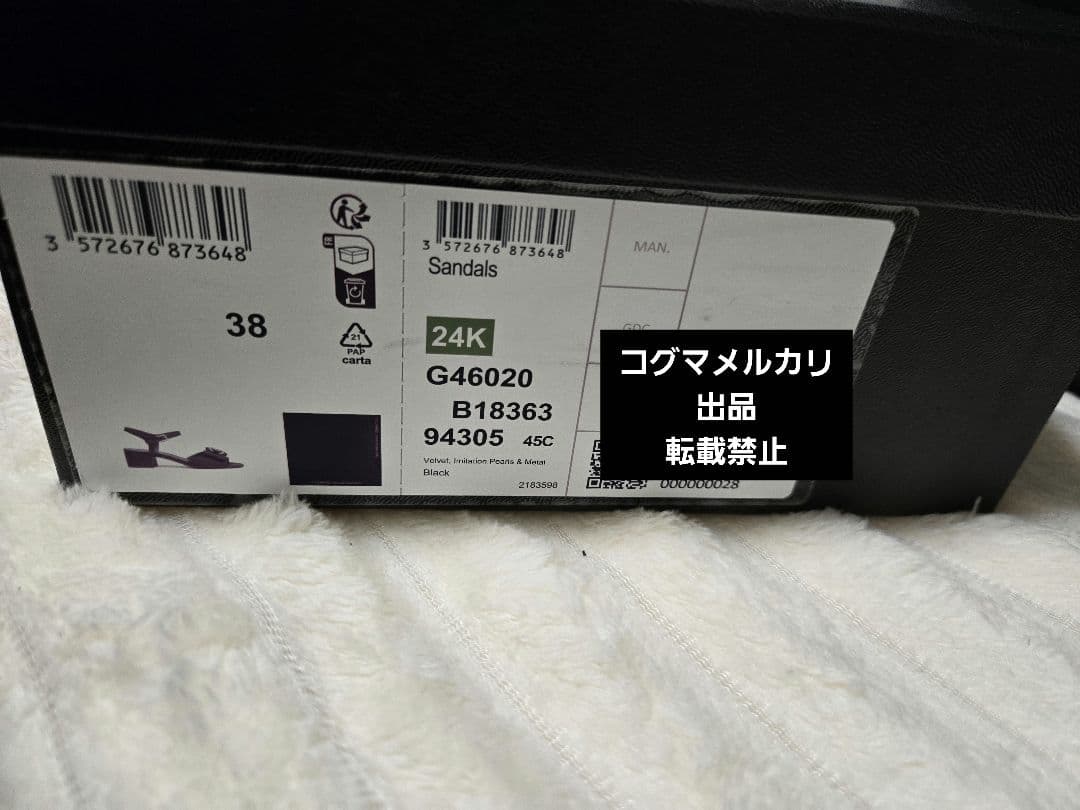 3 572676 873648
38
FR
21
PAP
carta
3 572676 873648
Sandals
24K
G46020
B18363
94305 45C
Velvet, Imitation Pearls & Metal
Black
2183598
MAN.
コグマメルカリ
出品
転載禁止
000000028